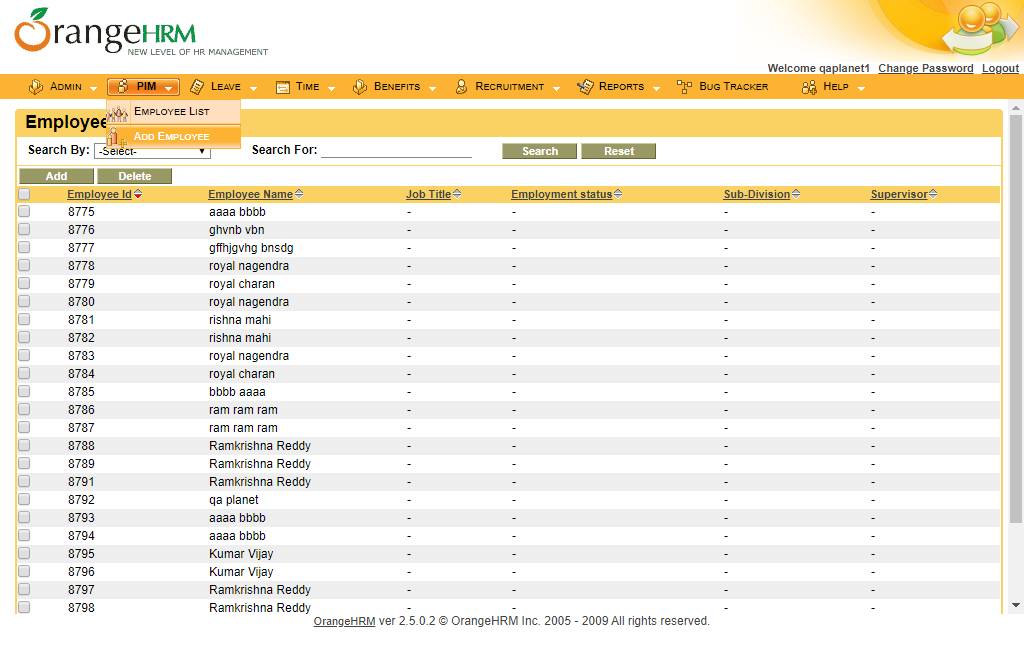 OrangeHRM
NEW LEVEL OF HR MANAGEMENT
Welcome qaplanet1 Change Password Logout
ADMIN PIM LEAVE TIME BENEFITS RECRUITMENT REPORTS BUG TRACKER HELP
EMPLOYEE LIST
ADD EMPLOYEE
Employee
Search By: -Select- Search For: Search Reset
Add Delete
Employee Id Employee Name Job Title Employment status Sub-Division Supervisor
8775 aaaa bbbb - - - -
8776 ghvnb vbn - - - -
8777 gffhjgvhg bnsdg - - - -
8778 royal nagendra - - - -
8779 royal charan - - - -
8780 royal nagendra - - - -
8781 rishna mahi - - - -
8782 rishna mahi - - - -
8783 royal nagendra - - - -
8784 royal charan - - - -
8785 bbbb aaaa - - - -
8786 ram ram ram - - - -
8787 ram ram ram - - - -
8788 Ramkrishna Reddy - - - -
8789 Ramkrishna Reddy - - - -
8791 Ramkrishna Reddy - - - -
8792 qa planet - - - -
8793 aaaa bbbb - - - -
8794 aaaa bbbb - - - -
8795 Kumar Vijay - - - -
8796 Kumar Vijay - - - -
8797 Ramkrishna Reddy - - - -
8798 Ramkrishna Reddy - - - -
OrangeHRM ver 2.5.0.2 © OrangeHRM Inc. 2005 - 2009 All rights reserved.